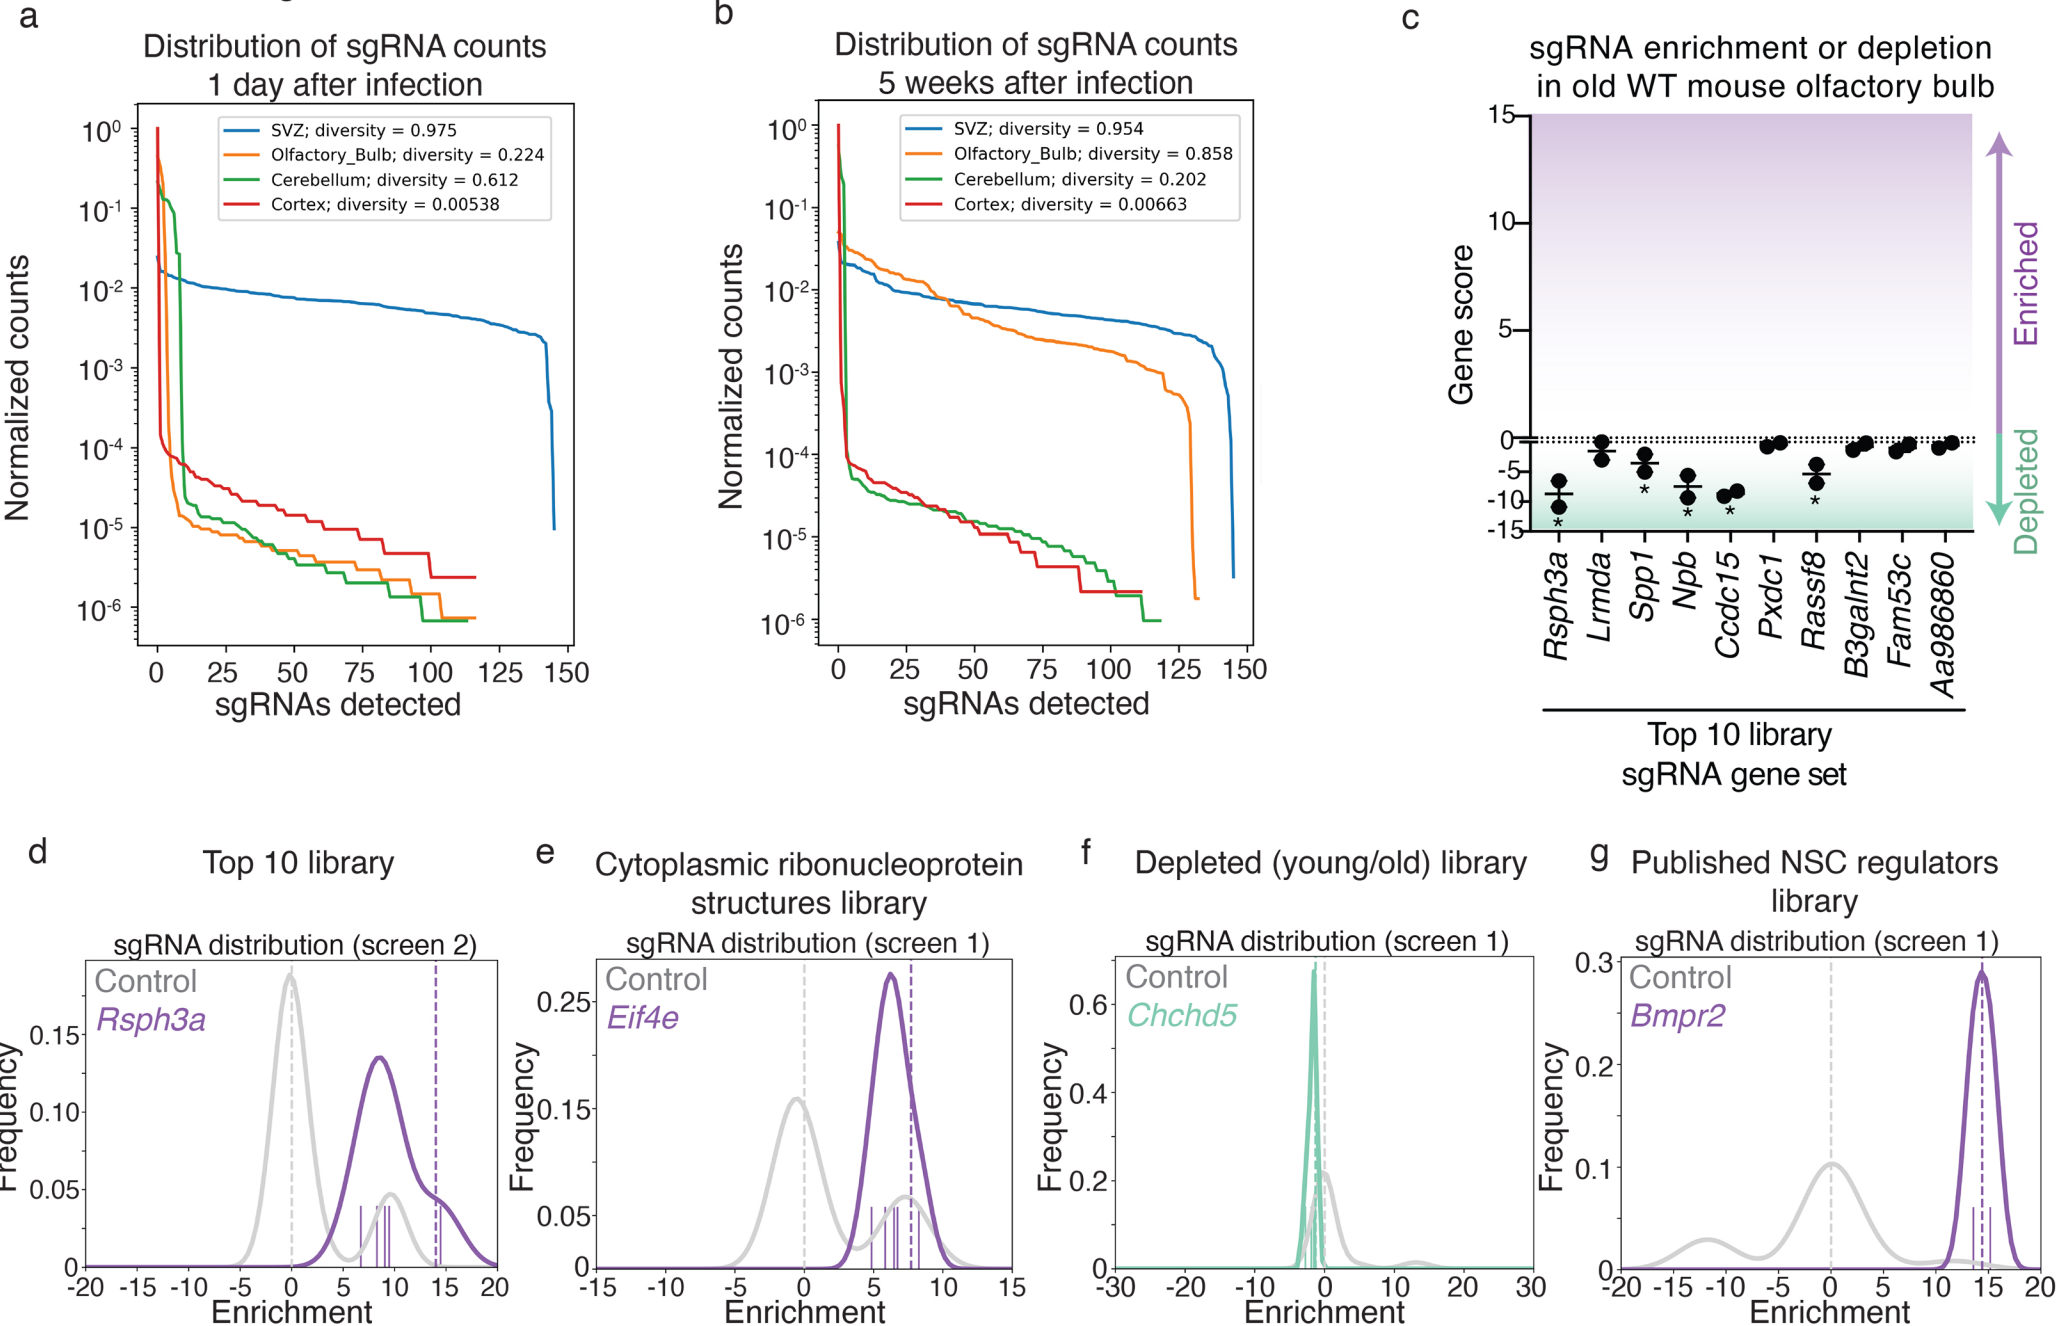 a
Distribution of sgRNA counts
1 day after infection
SVZ; diversity = 0.975
Olfactory_Bulb; diversity = 0.224
Cerebellum; diversity = 0.612
Cortex; diversity = 0.00538
Normalized counts
10^0
10^-1
10^-2
10^-3
10^-4
10^-5
10^-6
0 25 50 75 100 125 150
sgRNAs detected
b
Distribution of sgRNA counts
5 weeks after infection
SVZ; diversity = 0.954
Olfactory_Bulb; diversity = 0.858
Cerebellum; diversity = 0.202
Cortex; diversity = 0.00663
Normalized counts
10^0
10^-1
10^-2
10^-3
10^-4
10^-5
10^-6
0 25 50 75 100 125 150
sgRNAs detected
c
sgRNA enrichment or depletion
in old WT mouse olfactory bulb
Gene score
15
10
5
0
-5
-10
-15
Enriched
Depleted
* * * * *
Rsph3a
Lrmda
Spp1
Npb
Ccdc15
Pxdc1
Rassf8
B3galnt2
Fam53c
Aa986860
Top 10 library
sgRNA gene set
d
Top 10 library
sgRNA distribution (screen 2)
Control
Rsph3a
Frequency
0.15
0.10
0.05
0
-20 -15 -10 -5 0 5 10 15 20
Enrichment
e
Cytoplasmic ribonucleoprotein
structures library
sgRNA distribution (screen 1)
Control
Eif4e
Frequency
0.25
0.15
0.05
0
-15 -10 -5 0 5 10 15
Enrichment
f
Depleted (young/old) library
sgRNA distribution (screen 1)
Control
Chchd5
Frequency
0.6
0.4
0.2
0
-30 -20 -10 0 10 20 30
Enrichment
g
Published NSC regulators
library
sgRNA distribution (screen 1)
Control
Bmpr2
Frequency
0.3
0.2
0.1
0
-20 -15 -10 -5 0 5 10 15 20
Enrichment